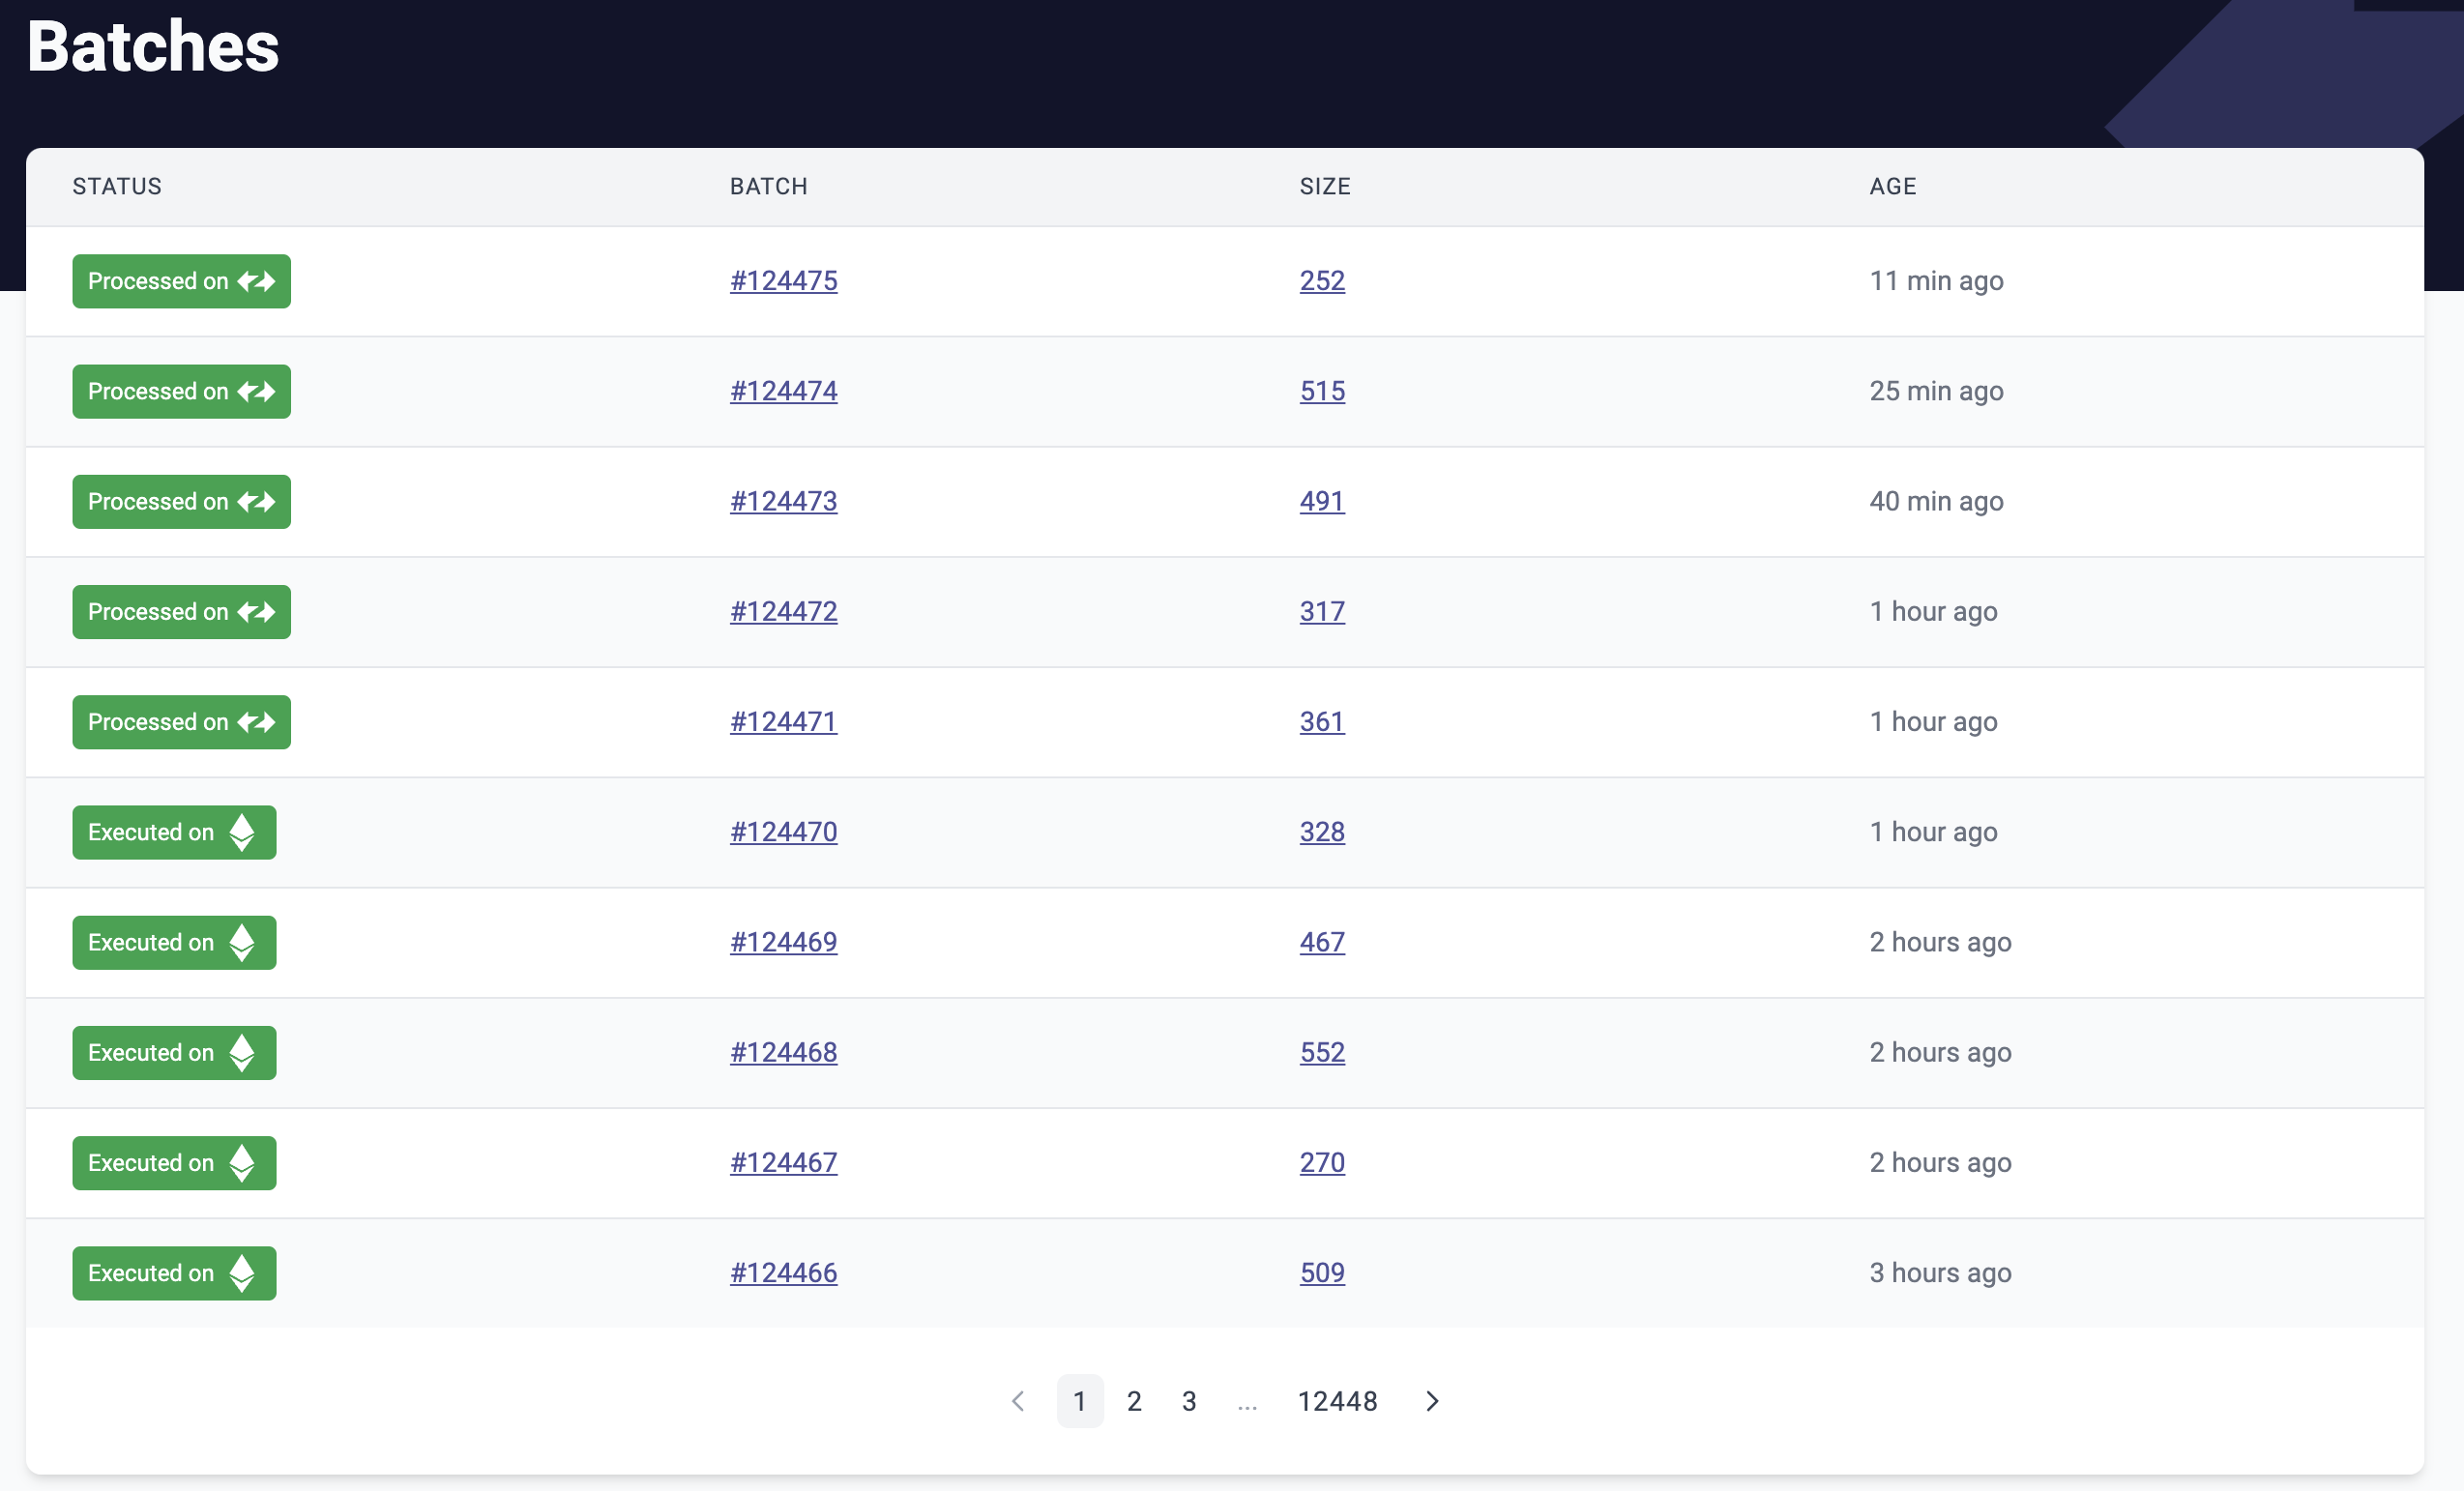 Batches
STATUS BATCH SIZE AGE
Processed on #124475 252 11 min ago
Processed on #124474 515 25 min ago
Processed on #124473 491 40 min ago
Processed on #124472 317 1 hour ago
Processed on #124471 361 1 hour ago
Executed on #124470 328 1 hour ago
Executed on #124469 467 2 hours ago
Executed on #124468 552 2 hours ago
Executed on #124467 270 2 hours ago
Executed on #124466 509 3 hours ago
1 2 3 ... 12448